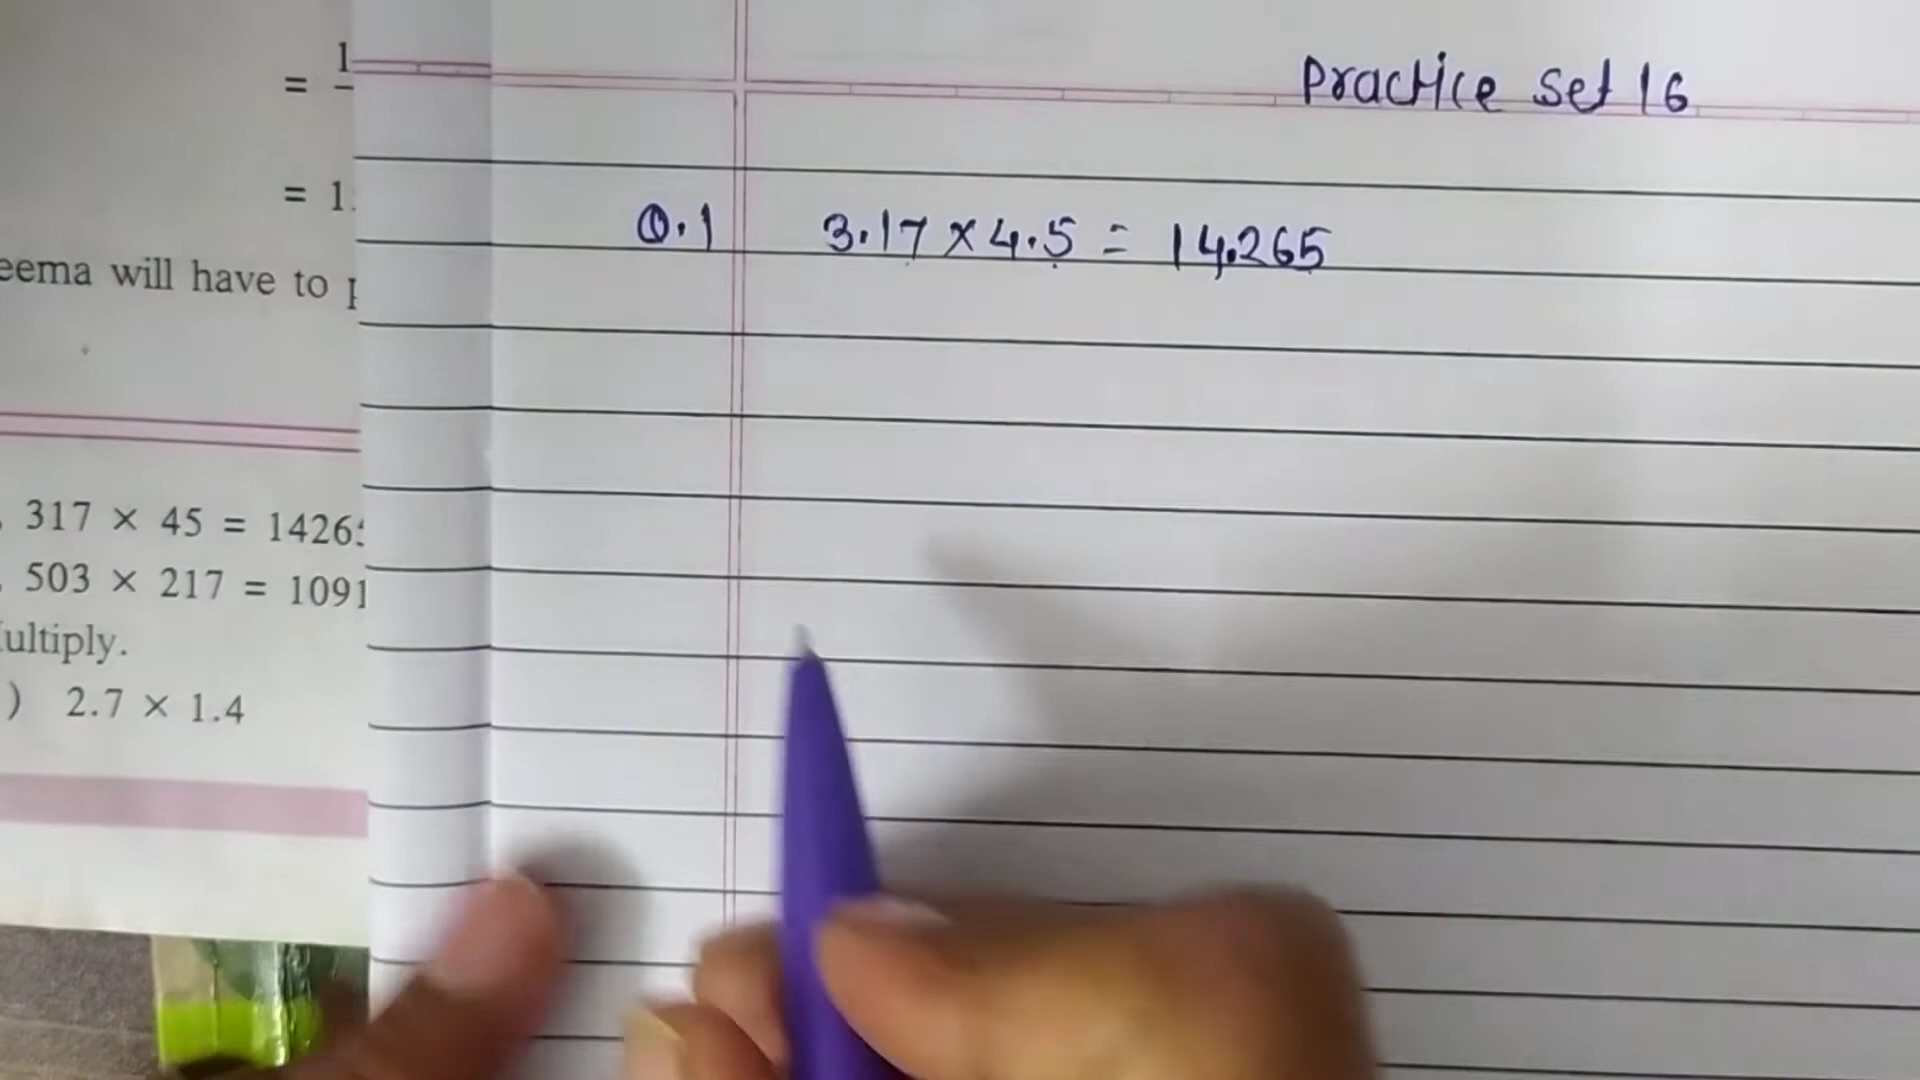 = 1
= 1
eema will have to
317 × 45 = 1426
503 × 217 = 1091
ultiply.
) 2.7 × 1.4
Practice Set 16
Q.1 3.17 × 4.5 = 14.265